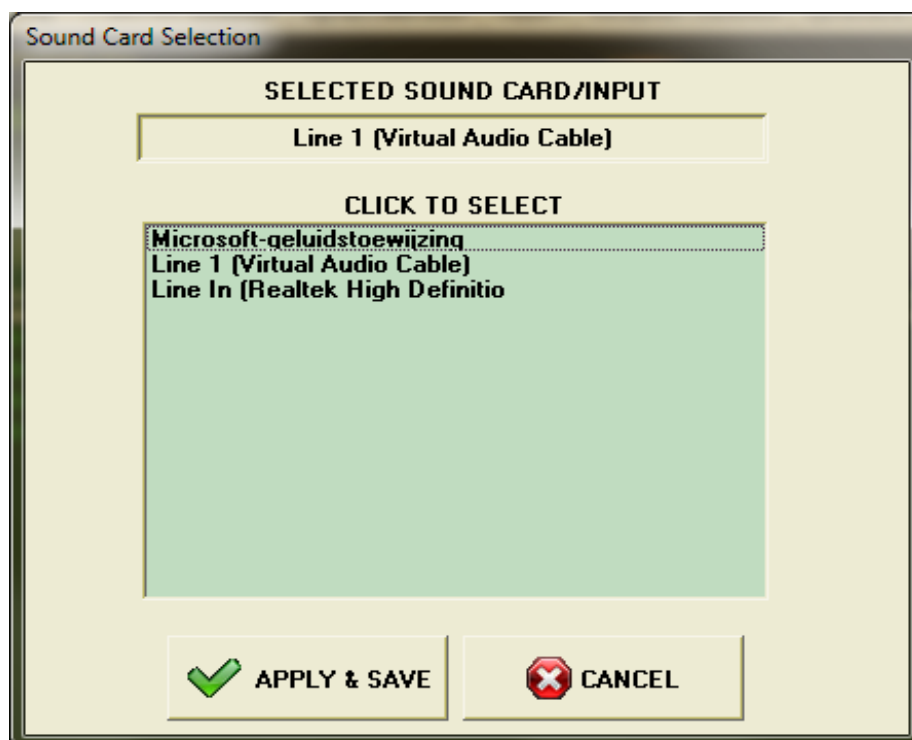 Sound Card Selection
SELECTED SOUND CARD/INPUT
Line 1 (Virtual Audio Cable)
CLICK TO SELECT
Microsoft-geluidstoewijzing
Line 1 (Virtual Audio Cable)
Line In (Realtek High Definitio
APPLY & SAVE
CANCEL